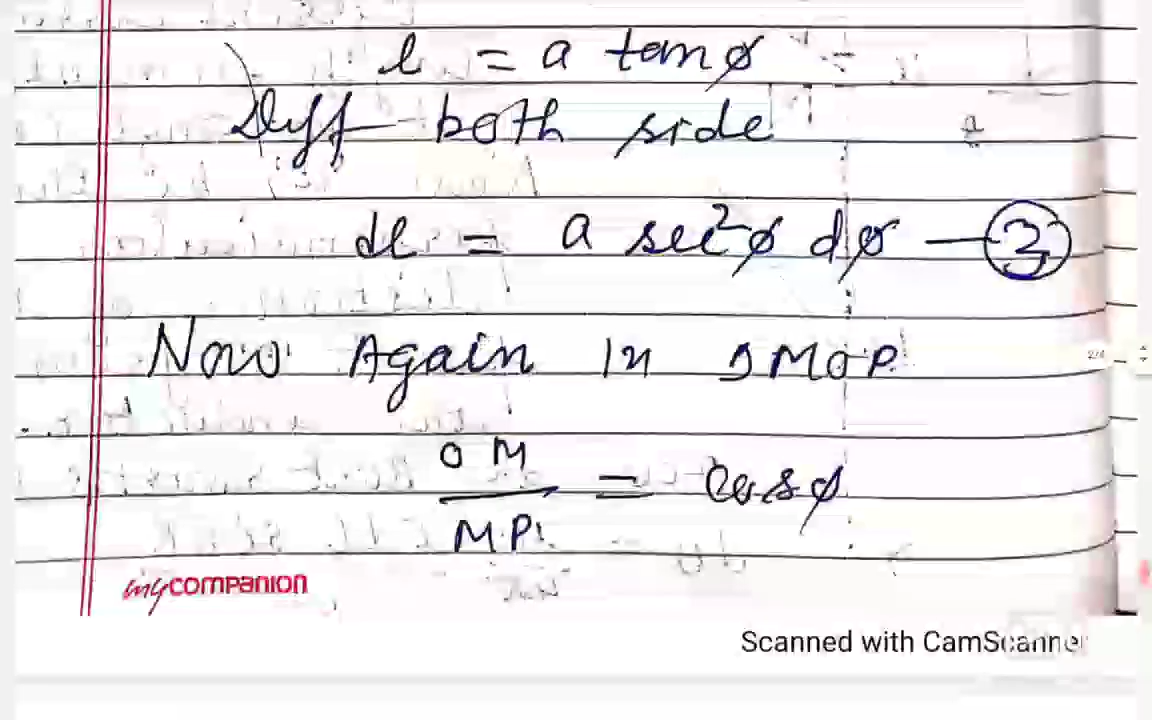 l = a tanφ
Diff both side
dl = a sec²φ dφ — 3
Now Again In ΔMOP
OM
/ MP = Cosφ
mycompanion
Scanned with CamScanner